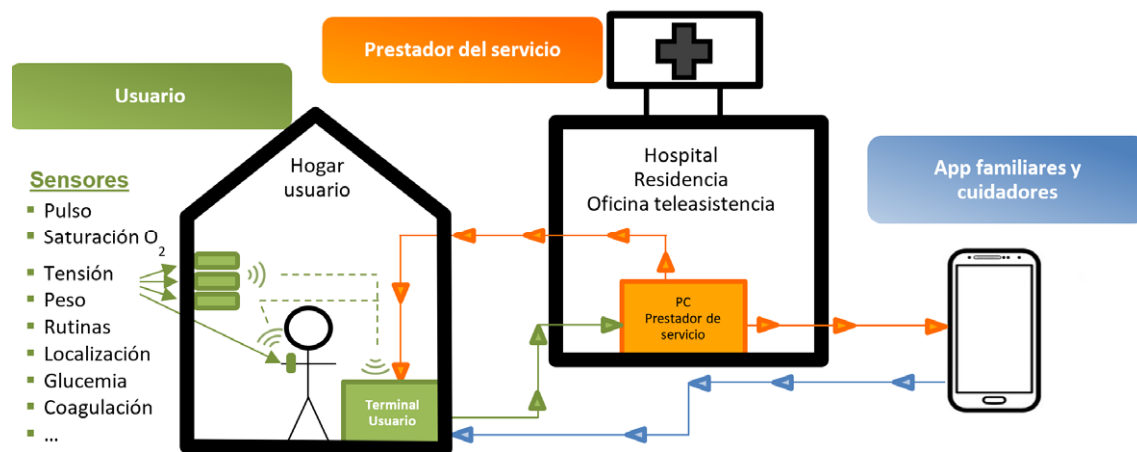 Prestador del servicio
Usuario
Sensores
▪ Pulso
▪ Saturación O2
▪ Tensión
▪ Peso
▪ Rutinas
▪ Localización
▪ Glucemia
▪ Coagulación
▪ ...
Hogar
usuario
Terminal
Usuario
Hospital
Residencia
Oficina teleasistencia
PC
Prestador de
servicio
App familiares y
cuidadores